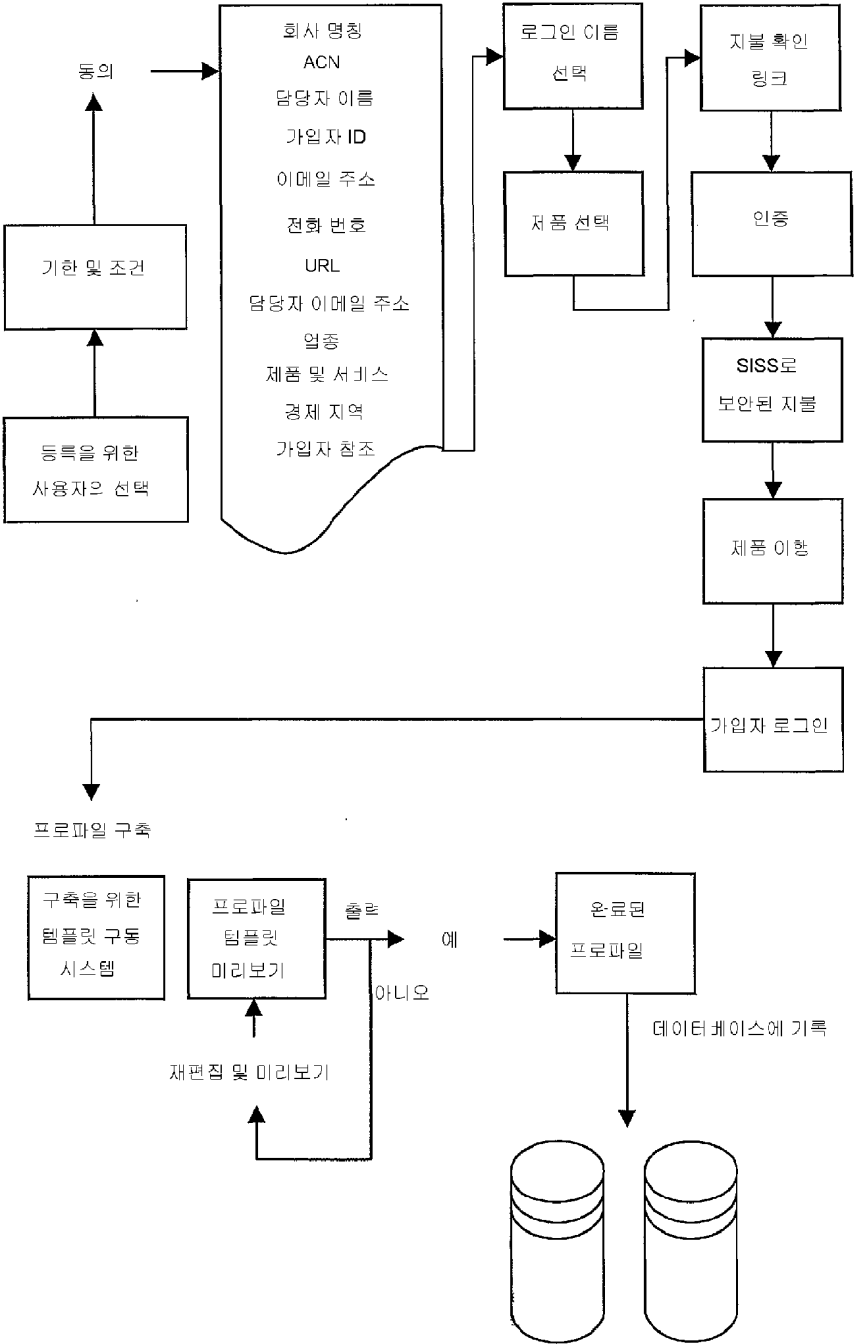 등록을 위한
사용자의 선택
기한 및 조건
동의
회사 명칭
ACN
담당자 이름
가입자 ID
이메일 주소
전화 번호
URL
담당자 이메일 주소
업종
제품 및 서비스
경제 지역
가입자 참조
로그인 이름
선택
제품 선택
지불 확인
링크
인증
SISS로
보안된 지불
제품 이행
가입자 로그인
프로파일 구축
구축을 위한
템플릿 구동
시스템
프로파일
템플릿
미리보기
출력
예
아니오
재편집 및 미리보기
완료된
프로파일
데이터베이스에 기록